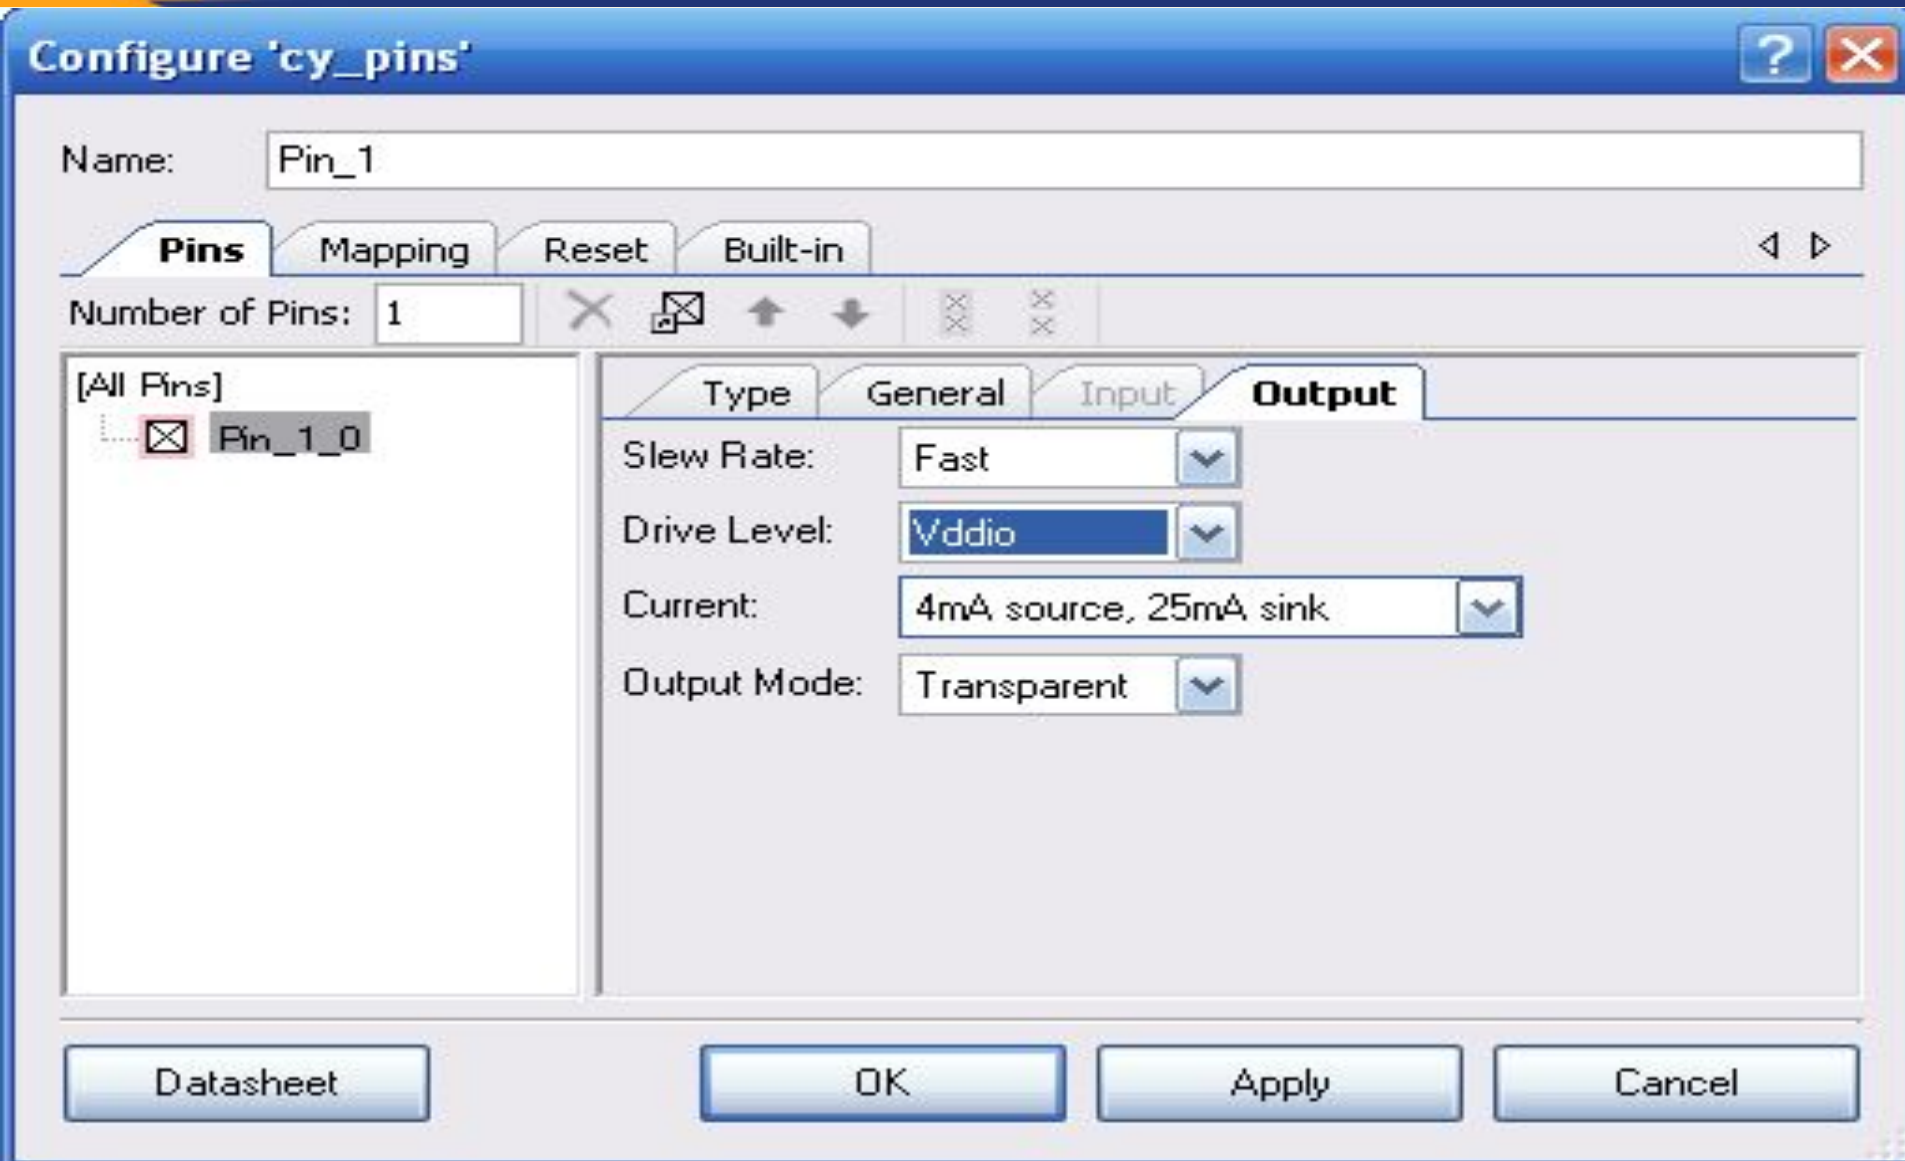 Configure 'cy_pins'
Name: Pin_1
Pins Mapping Reset Built-in
Number of Pins: 1
[All Pins]
Pin_1_0
Type General Input Output
Slew Rate: Fast
Drive Level: Vddio
Current: 4mA source, 25mA sink
Output Mode: Transparent
Datasheet OK Apply Cancel